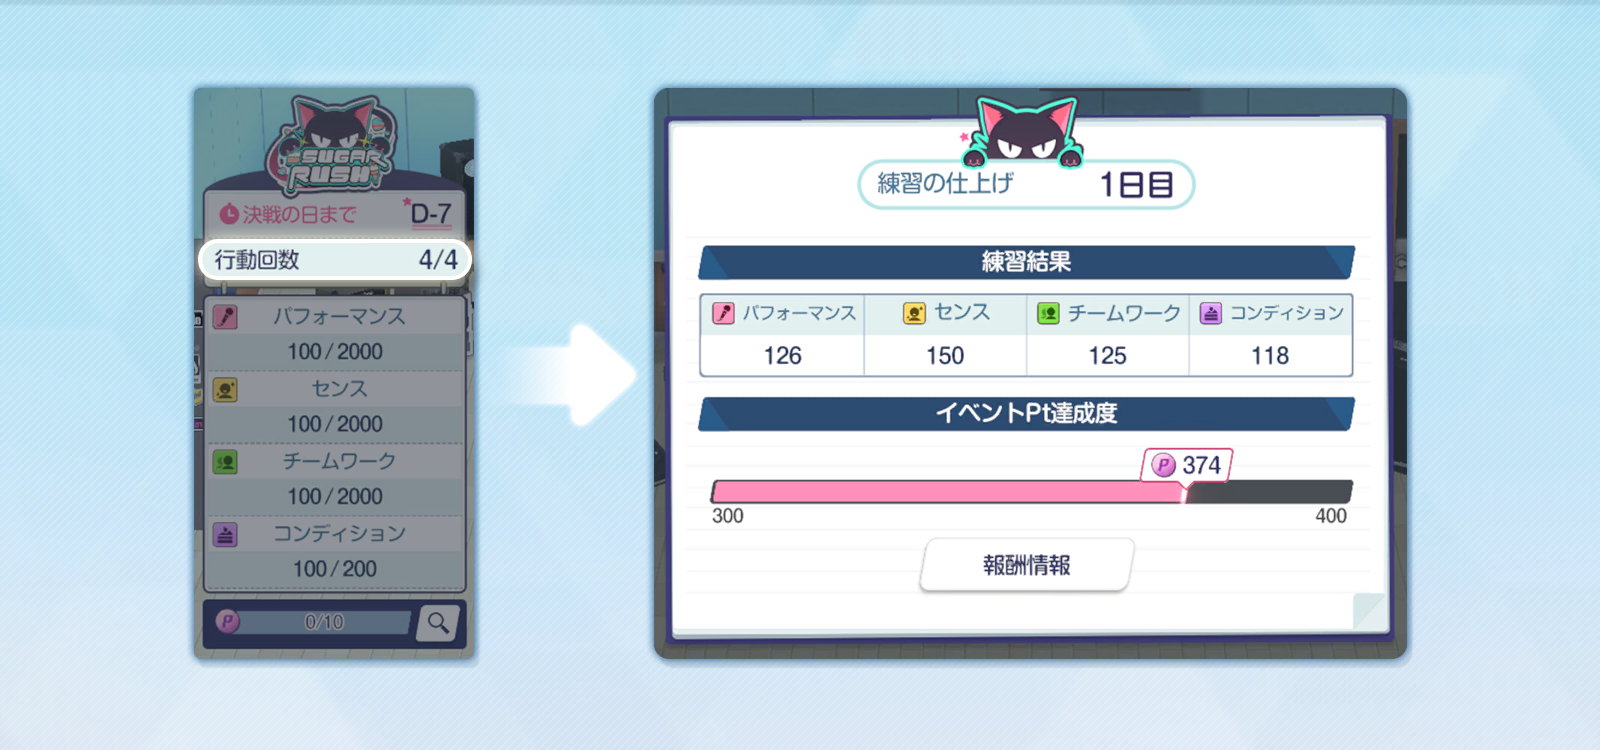 SUGAR
RUSH
決戦の日まで D-7
行動回数 4/4
パフォーマンス
100/2000
センス
100/2000
チームワーク
100/2000
コンディション
100/200
P 0/10
練習の仕上げ 1日目
練習結果
パフォーマンス センス チームワーク コンディション
126 150 125 118
イベントPt達成度
P 374
300 400
報酬情報